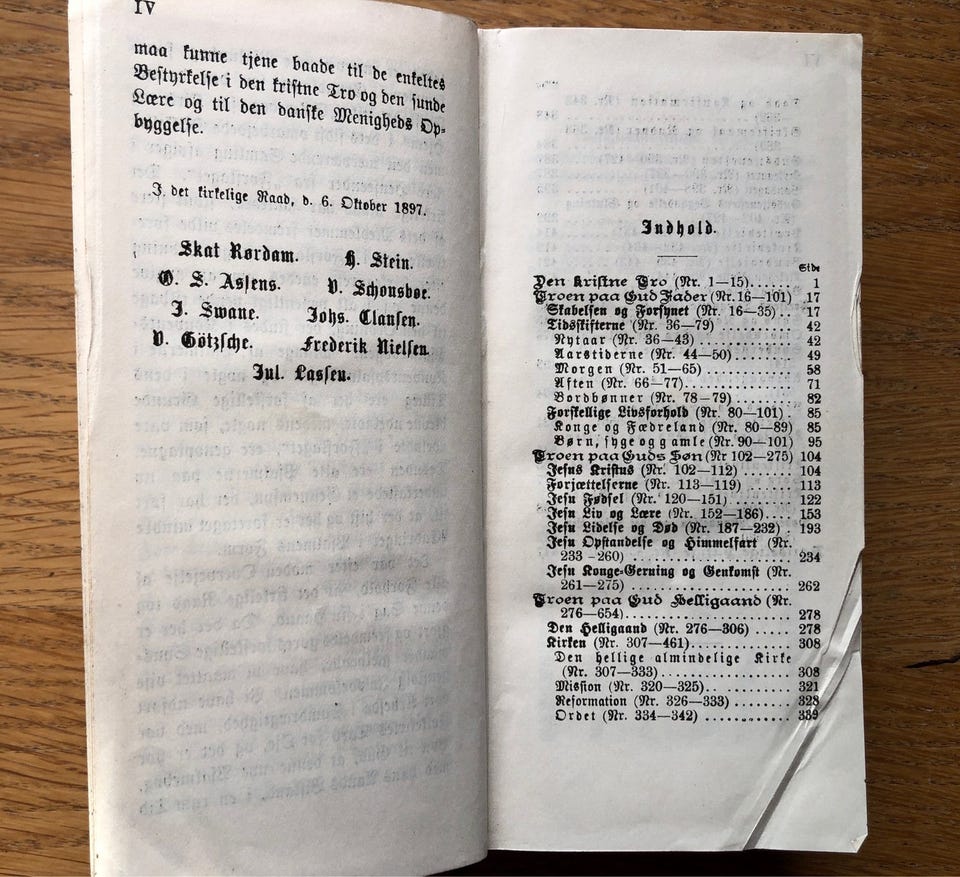 IV
maa kunne tjene baade til de enkeltes
Bestyrkelse i den kristne Tro og den sunde
Lære og til den danske Menigheds Op-
byggelse.
I det kirkelige Raad, d. 6. Oktober 1897.
Skat Rørdam. H. Stein.
G. S. Assens. V. Schousboe.
J. Swane. Johs. Clausen.
V. Götzsche. Frederik Nielsen.
Jul. Lassen.
Indhold.
Side
Den kristne Tro (Nr. 1—15)...... 1
Troen paa Gud Fader (Nr. 16—101) . 17
Skabelsen og Forsynet (Nr. 16—35) .. 17
Tidsskifterne (Nr. 36—79) ........... 42
Nytaar (Nr. 36—43) ............... 42
Aarstiderne (Nr. 44—50) ........... 49
Morgen (Nr. 51—65) ............... 58
Aften (Nr. 66—77) ................. 71
Bordbønner (Nr. 78—79) .......... 82
Forskellige Livsforhold (Nr. 80—101) . 85
Konge og Fædreland (Nr. 80—89) 85
Børn, syge og gamle (Nr. 90—101) 95
Troen paa Guds Søn (Nr 102—275) 104
Jesus Kristus (Nr. 102—112) ........ 104
Forjættelserne (Nr. 113—119) ........ 113
Jesu Fødsel (Nr. 120—151) .......... 122
Jesu Liv og Lære (Nr. 152—186).... 153
Jesu Lidelse og Død (Nr. 187—232) . 193
Jesu Opstandelse og Himmelfart (Nr.
233-260) ......................... 234
Jesu Konge-Gerning og Genkomst (Nr.
261—275) ......................... 262
Troen paa Gud Helligaand (Nr.
276—654) ......................... 278
Den Helligaand (Nr. 276—306) ..... 278
Kirken (Nr. 307—461) ............... 308
Den hellige almindelige Kirke
(Nr. 307—333) .................. 308
Mission (Nr. 320—325) ............ 321
Reformation (Nr. 326—333) ....... 328
Ordet (Nr. 334—342) .............. 339